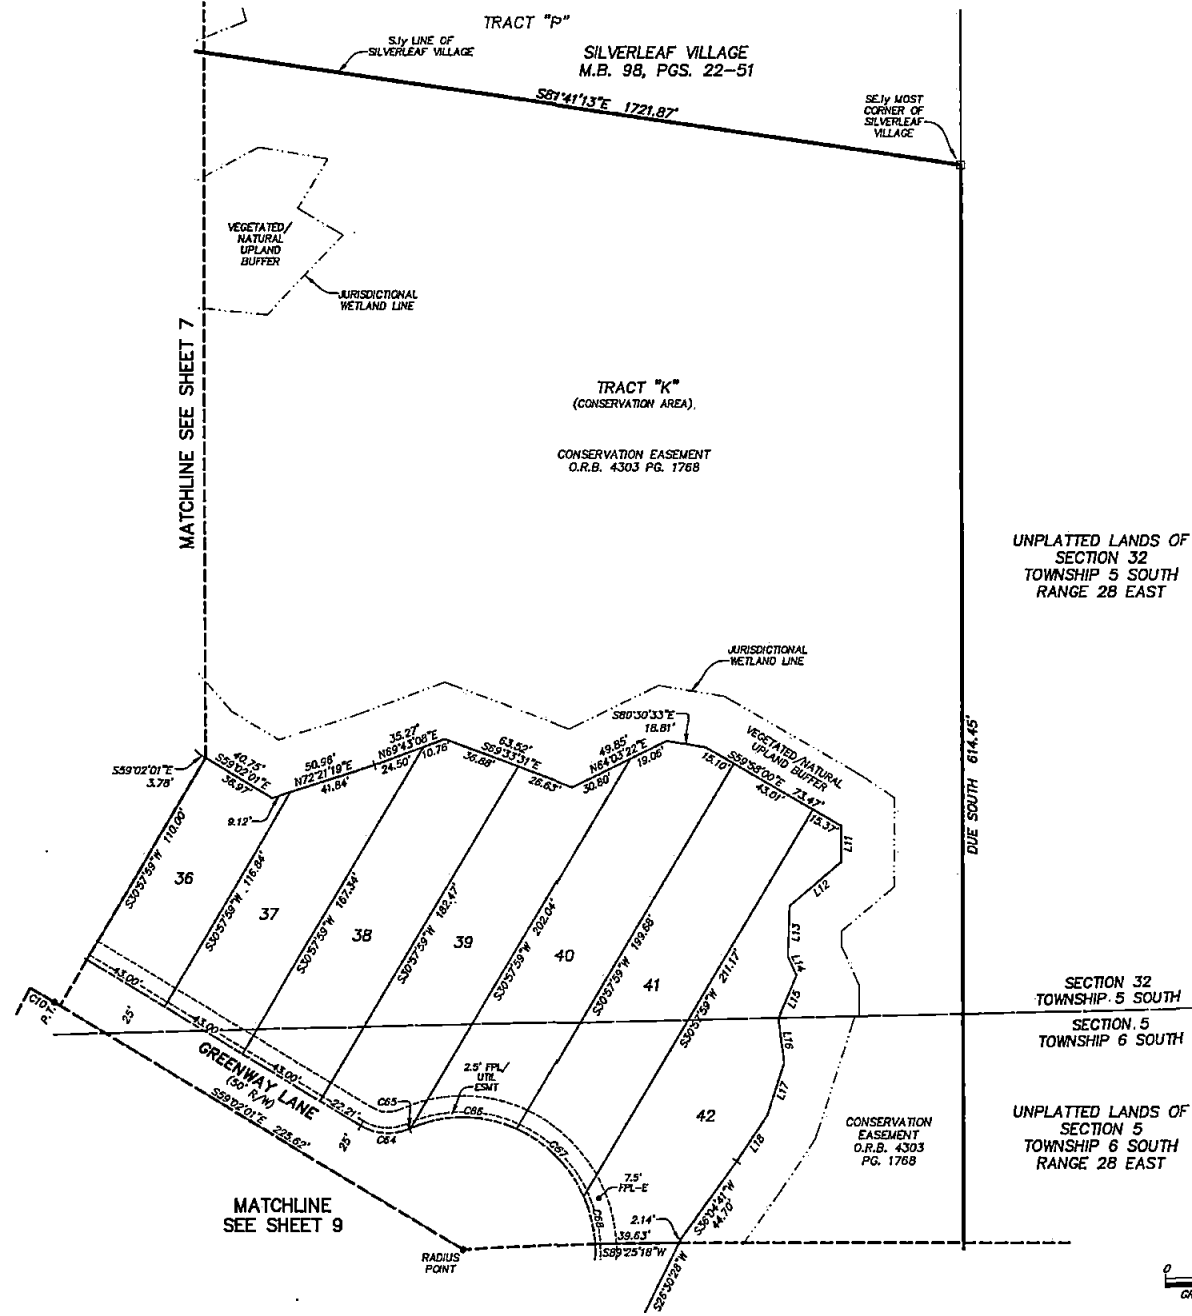 TRACT "P"
S.ly LINE OF
SILVERLEAF VILLAGE
SILVERLEAF VILLAGE
M.B. 98, PGS. 22-51
S81°41'13"E 1721.87'
SE.ly MOST
CORNER OF
SILVERLEAF
VILLAGE
VEGETATED/
NATURAL
UPLAND
BUFFER
JURISDICTIONAL
WETLAND LINE
MATCHLINE SEE SHEET 7
TRACT "K"
(CONSERVATION AREA)
CONSERVATION EASEMENT
O.R.B. 4303 PG. 1768
UNPLATTED LANDS OF
SECTION 32
TOWNSHIP 5 SOUTH
RANGE 28 EAST
JURISDICTIONAL
WETLAND LINE
DUE SOUTH 614.45'
S59°02'01"E
3.78'
40.75'
S59°02'01"E
36.97'
9.12'
50.96'
N72°21'19"E
41.84'
35.27'
N69°43'08"E
24.50'
10.76'
63.52'
S69°33'31"E
36.88'
26.63'
49.85'
N64°03'22"E
30.80'
19.05'
S80°30'33"E
18.81'
VEGETATED/NATURAL
UPLAND BUFFER
S59°58'00"E 73.47'
15.10'
43.01'
15.37'
L11
L12
L13
L14
L15
L16
L17
L18
S30°57'59"W 110.00'
36
S30°57'59"W 116.84'
37
S30°57'59"W 167.34'
38
S30°57'59"W 182.47'
39
S30°57'59"W 202.04'
40
S30°57'59"W 199.68'
41
S30°57'59"W 211.17'
42
SECTION 32
TOWNSHIP 5 SOUTH
SECTION 5
TOWNSHIP 6 SOUTH
C101
P.T.
43.00'
25'
43.00'
43.00'
22.21'
25'
GREENWAY LANE
(50' R/W)
S59°02'01"E 225.62'
2.5' FPL/
UTIL
ESMT
C65
C64
C66
C67
C68
7.5'
FPL-E
CONSERVATION
EASEMENT
O.R.B. 4303
PG. 1768
UNPLATTED LANDS OF
SECTION 5
TOWNSHIP 6 SOUTH
RANGE 28 EAST
MATCHLINE
SEE SHEET 9
RADIUS
POINT
2.14'
39.63'
S89°25'18"W
S36°04'41"W
44.70'
S26°30'28"W
0